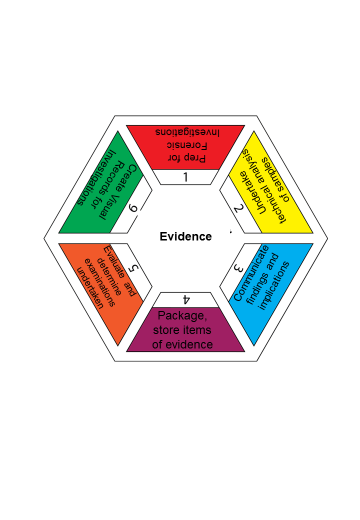 Prep for
Forensic
Investigations
1
Undertake
technical analysis
of samples
2
Communicate
findings and
implications
3
Package,
store items
of evidence
4
Evaluate and
determine
examinations
undertaken
5
Create Visual
Records for
Investigations
6
Evidence